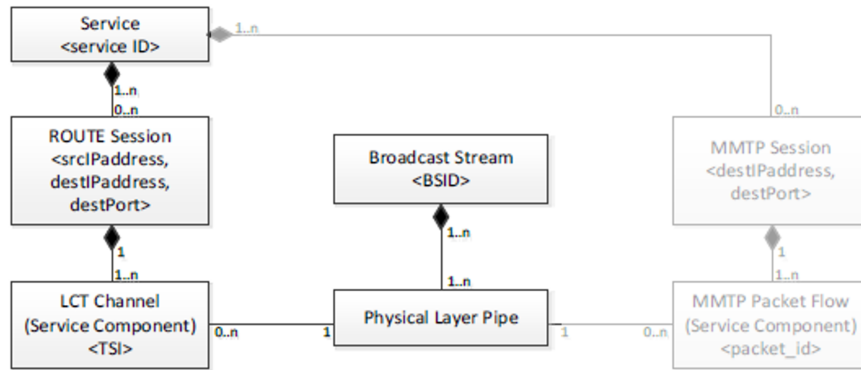 Service
<service ID>
1..n
1..n
0..n
0..n
ROUTE Session
<srcIPaddress,
destIPaddress,
destPort>
Broadcast Stream
<BSID>
MMTP Session
<destIPaddress,
destPort>
1
1..n
1..n
1..n
1
1..n
LCT Channel
(Service Component)
<TSI>
0..n
1
Physical Layer Pipe
1
0..n
MMTP Packet Flow
(Service Component)
<packet_id>